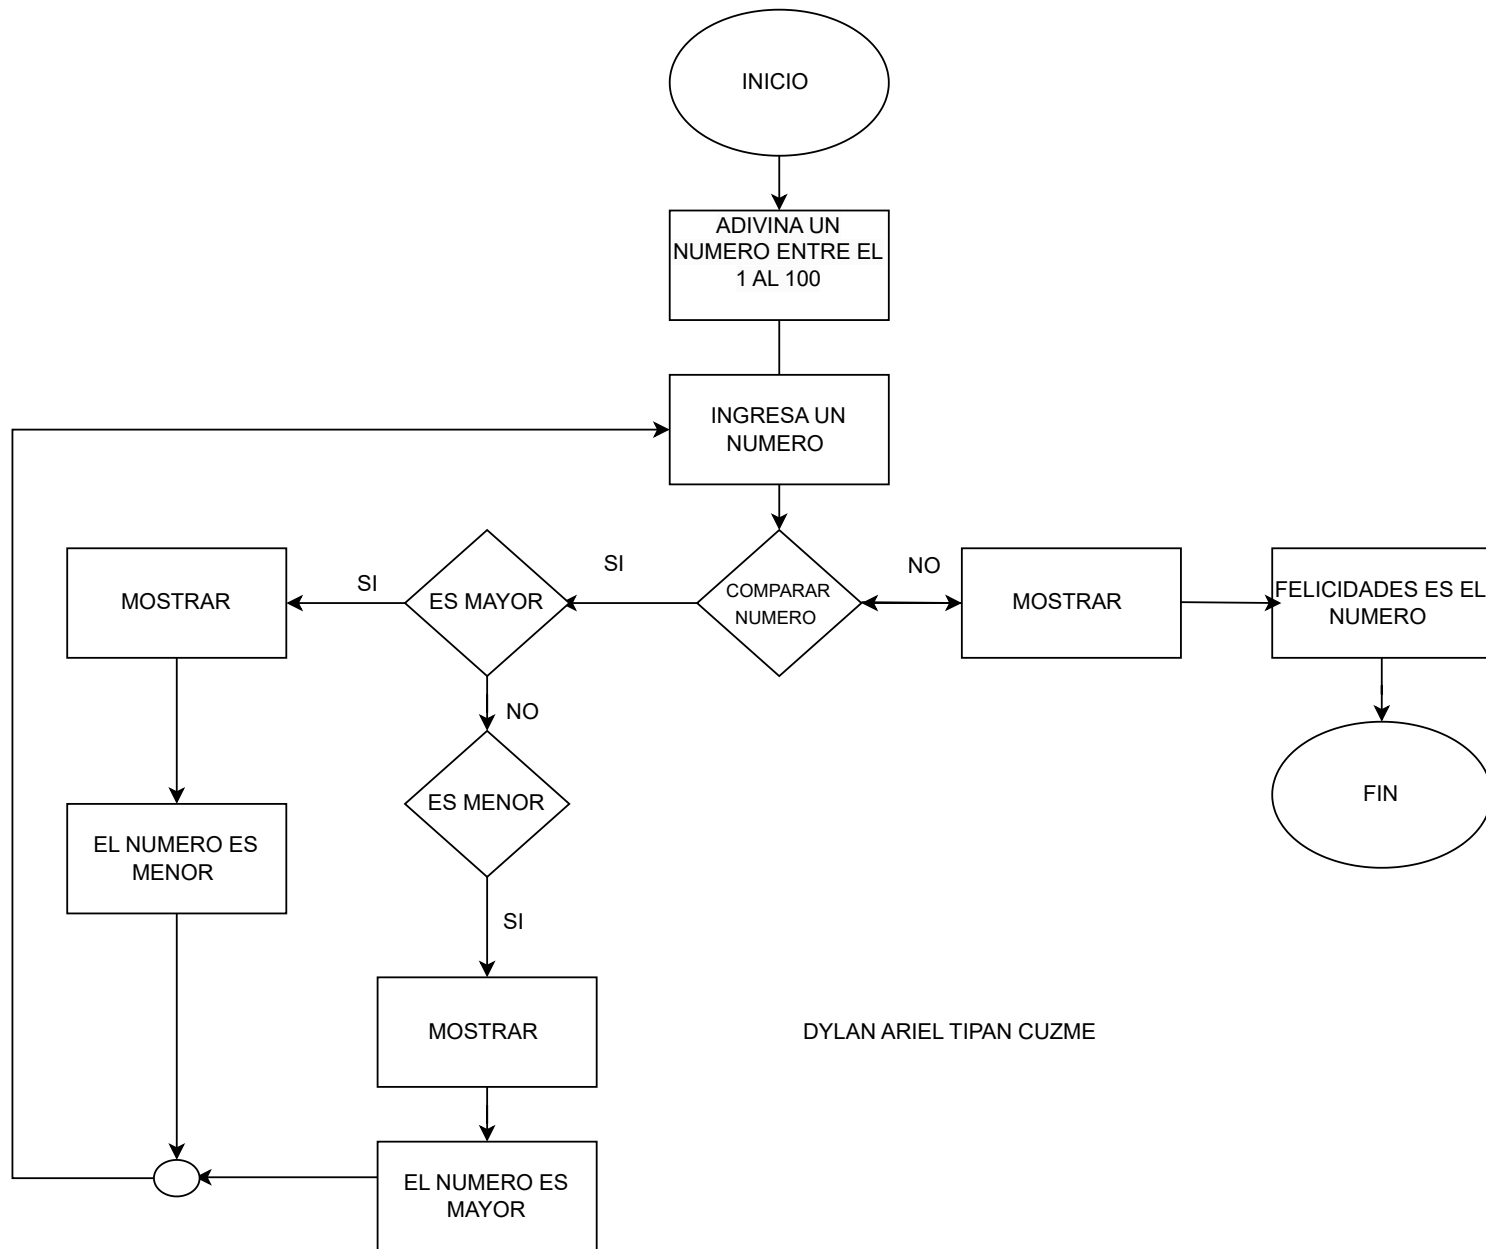 INICIO
ADIVINA UN
NUMERO ENTRE EL
1 AL 100
INGRESA UN
NUMERO
MOSTRAR
SI
ES MAYOR
SI
COMPARAR
NUMERO
NO
MOSTRAR
FELICIDADES ES EL
NUMERO
NO
ES MENOR
FIN
EL NUMERO ES
MENOR
SI
MOSTRAR
DYLAN ARIEL TIPAN CUZME
EL NUMERO ES
MAYOR